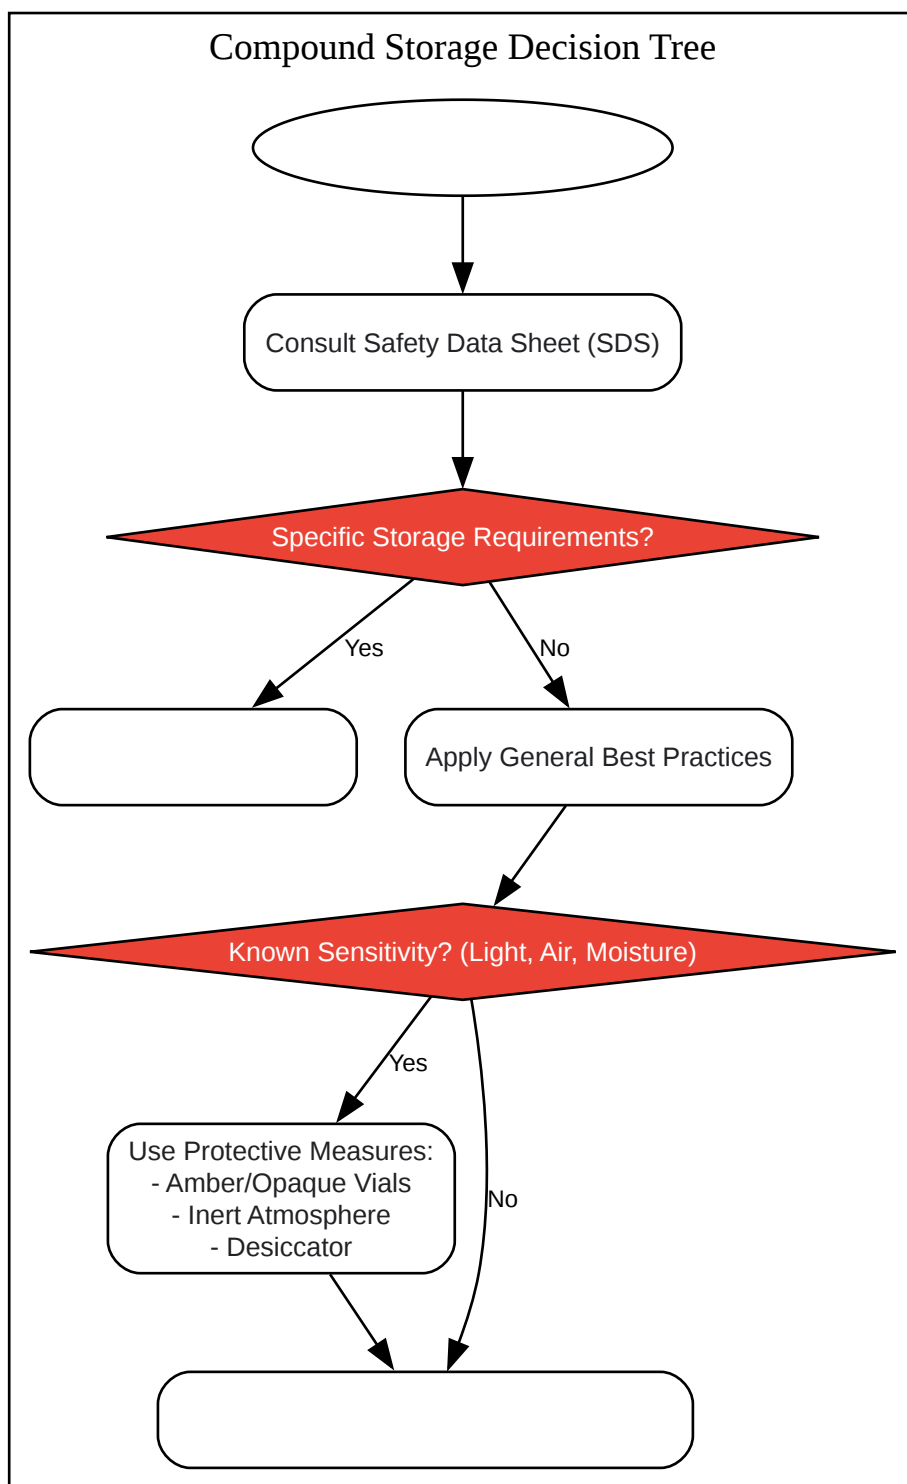 Compound Storage Decision Tree
Consult Safety Data Sheet (SDS)
Specific Storage Requirements?
Yes
No
Apply General Best Practices
Known Sensitivity? (Light, Air, Moisture)
Yes
Use Protective Measures:
- Amber/Opaque Vials
- Inert Atmosphere
- Desiccator
No